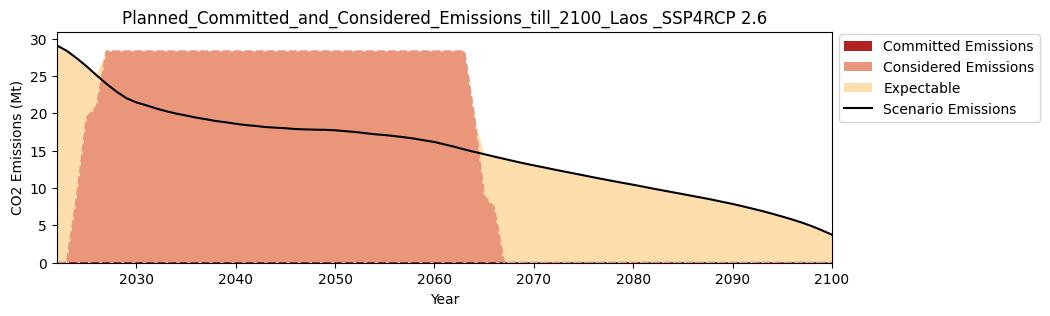 Planned_Committed_and_Considered_Emissions_till_2100_Laos _SSP4RCP 2.6
30
25
20
15
10
5
0
CO2 Emissions (Mt)
2030 2040 2050 2060 2070 2080 2090 2100
Year
Committed Emissions
Considered Emissions
Expectable
Scenario Emissions